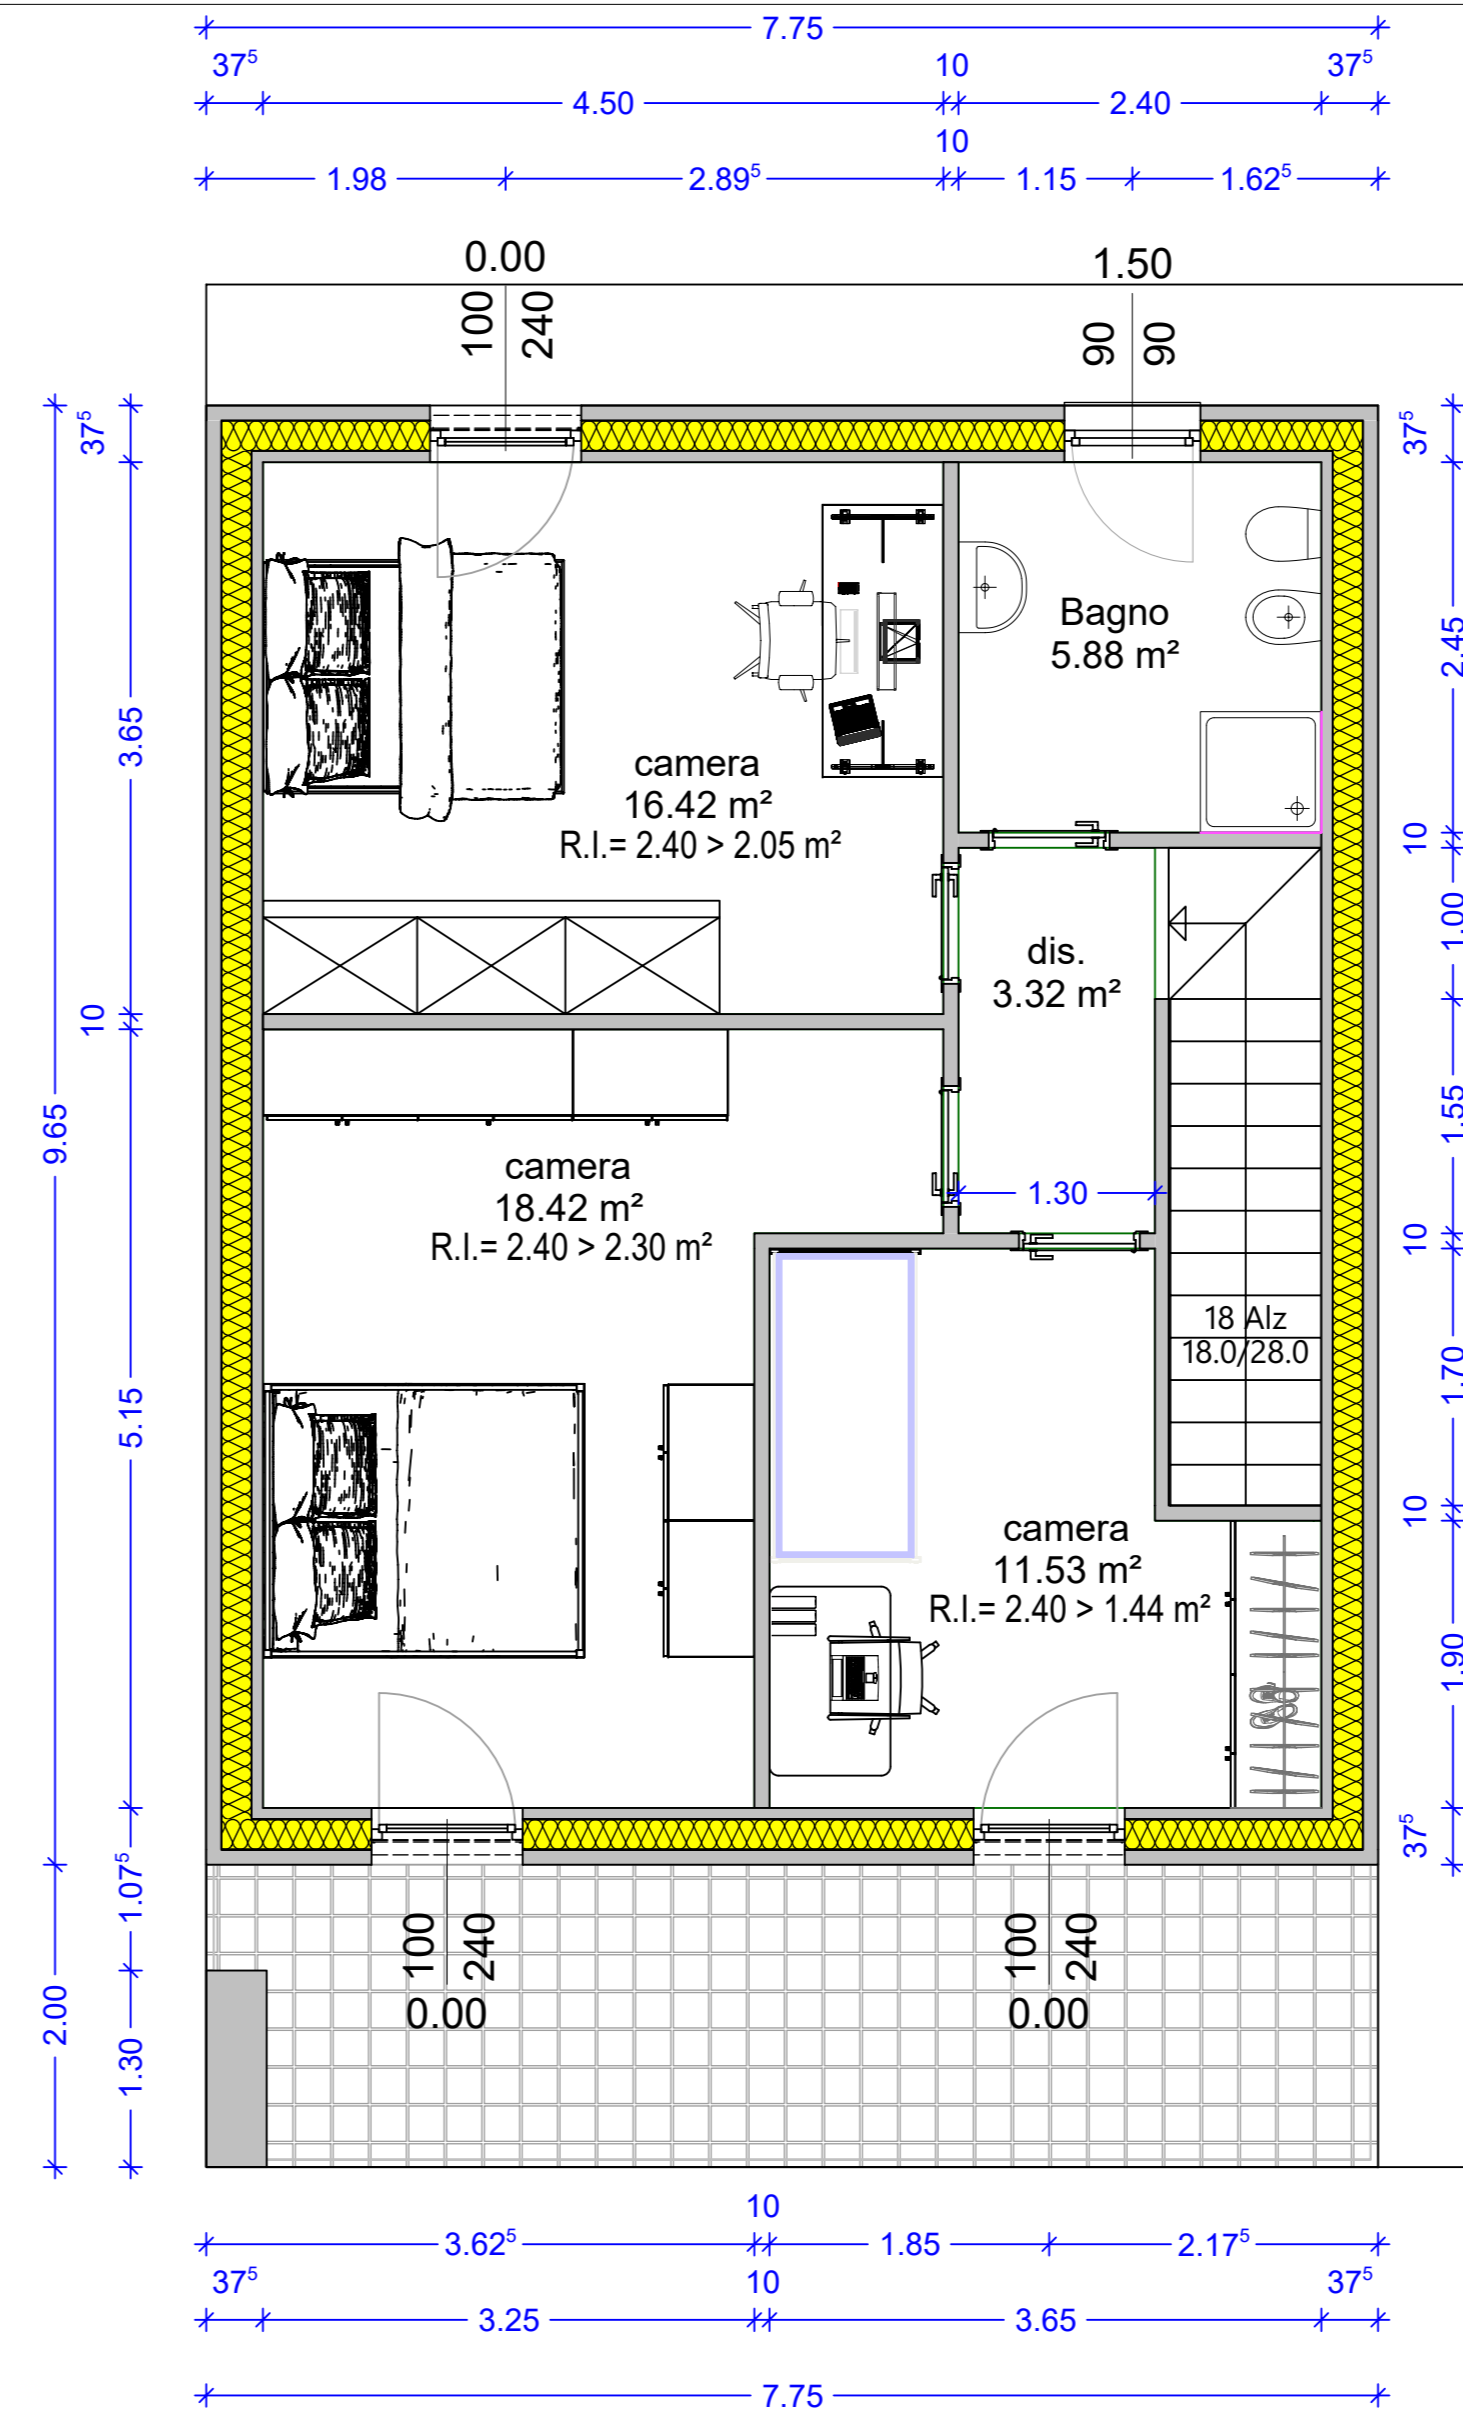 7.75
37⁵ 10 37⁵
4.50 2.40
10
1.98 2.89⁵ 1.15 1.62⁵
0.00 1.50
100 240 90 90
37⁵ 37⁵
Bagno
5.88 m²
2.45
3.65
camera
16.42 m²
R.I.= 2.40 > 2.05 m²
10
1.00
dis.
3.32 m²
10
9.65
1.55
camera
18.42 m²
R.I.= 2.40 > 2.30 m²
1.30
10
18 Alz
18.0/28.0
1.70
5.15
10
camera
11.53 m²
R.I.= 2.40 > 1.44 m²
1.90
37⁵
1.07⁵
100 240 100 240
0.00 0.00
2.00
1.30
10
3.62⁵ 1.85 2.17⁵
37⁵ 10 37⁵
3.25 3.65
7.75